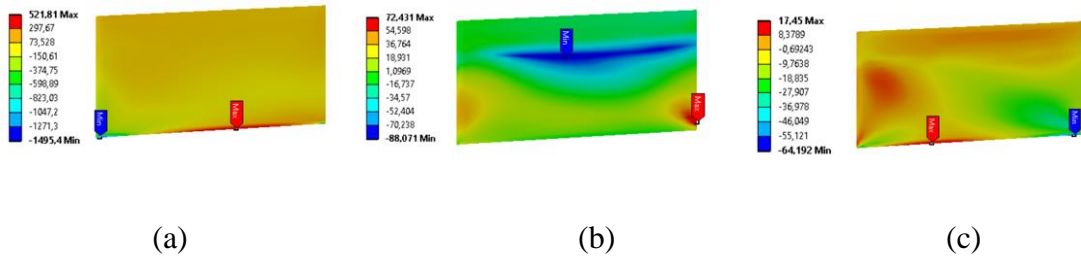 521,81 Max
297,67
73,528
-150,61
-374,75
-598,89
-823,03
-1047,2
-1271,3
-1495,4 Min
Min
Max
72,431 Max
54,598
36,764
18,931
1,0969
-16,737
-34,57
-52,404
-70,238
-88,071 Min
Min
Max
17,45 Max
8,3789
-0,69243
-9,7638
-18,835
-27,907
-36,978
-46,049
-55,121
-64,192 Min
Max
Min
(a)
(b)
(c)